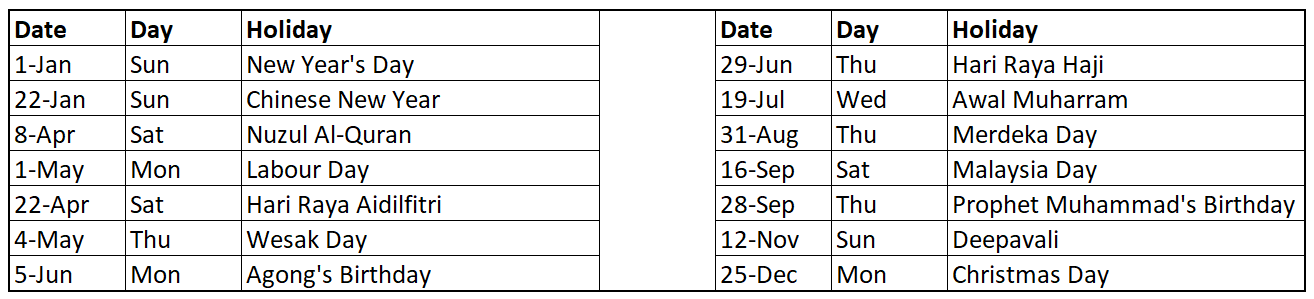 Date Day Holiday
1-Jan Sun New Year's Day
22-Jan Sun Chinese New Year
8-Apr Sat Nuzul Al-Quran
1-May Mon Labour Day
22-Apr Sat Hari Raya Aidilfitri
4-May Thu Wesak Day
5-Jun Mon Agong's Birthday
Date Day Holiday
29-Jun Thu Hari Raya Haji
19-Jul Wed Awal Muharram
31-Aug Thu Merdeka Day
16-Sep Sat Malaysia Day
28-Sep Thu Prophet Muhammad's Birthday
12-Nov Sun Deepavali
25-Dec Mon Christmas Day